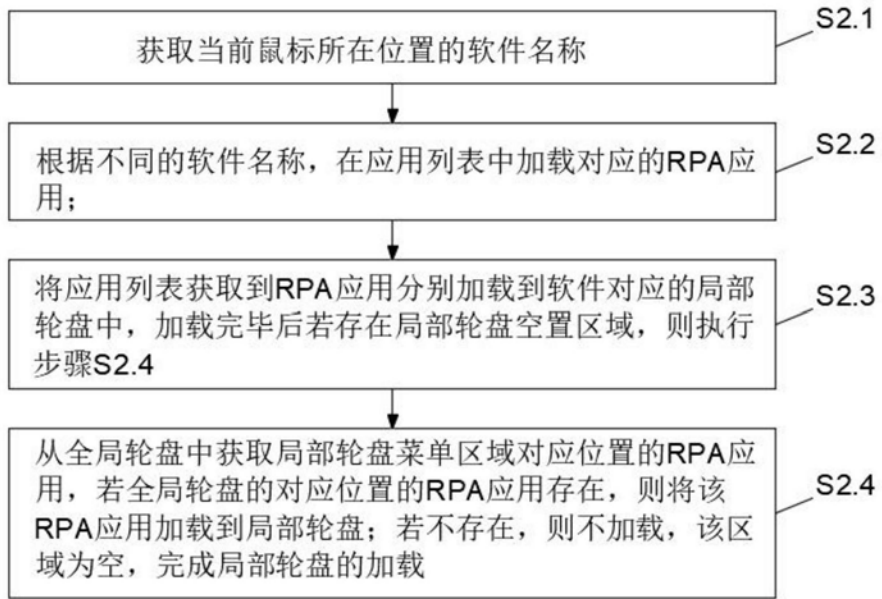 获取当前鼠标所在位置的软件名称
S2.1
根据不同的软件名称，在应用列表中加载对应的RPA应
用；
S2.2
将应用列表获取到RPA应用分别加载到软件对应的局部
轮盘中，加载完毕后若存在局部轮盘空置区域，则执行
步骤S2.4
S2.3
从全局轮盘中获取局部轮盘菜单区域对应位置的RPA应
用，若全局轮盘的对应位置的RPA应用存在，则将该
RPA应用加载到局部轮盘；若不存在，则不加载，该区
域为空，完成局部轮盘的加载
S2.4